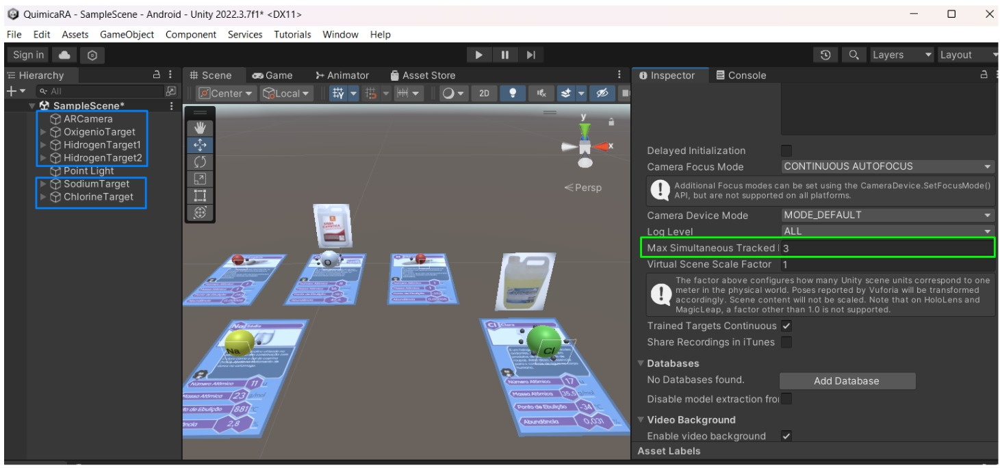 QuimicaRA - SampleScene - Android - Unity 2022.3.7f1* <DX11>
File Edit Assets GameObject Component Services Tutorials Window Help
Sign in
Layers
Layout
Hierarchy
All
SampleScene*
ARCamera
OxigenioTarget
HidrogenTarget1
HidrogenTarget2
Point Light
SodiumTarget
ChlorineTarget
Scene Game Animator Asset Store
Center Local 2D
y
x
Persp
O
Na
Na
Número Atômico 11 u
Massa Atômica 23 g/mol
Ponto de Ebulição 881 °C
2,8
Cl
Cloro
Cl
Número Atômico 17 u
Massa Atômica 35,5 g/mol
Ponto de Ebulição -34 °C
Abundância 0,031
Inspector Console
Delayed Initialization
Camera Focus Mode CONTINUOUS AUTOFOCUS
Additional Focus modes can be set using the CameraDevice.SetFocusMode()
API, but are not supported on all platforms.
Camera Device Mode MODE_DEFAULT
Log Level ALL
Max Simultaneous Tracked 3
Virtual Scene Scale Factor 1
The factor above configures how many Unity scene units correspond to one
meter in the physical world. Poses reported by Vuforia will be transformed
accordingly. Scene content will not be scaled. Note that on HoloLens and
MagicLeap, a factor other than 1.0 is not supported.
Trained Targets Continuous
Share Recordings in iTunes
Databases
No Databases found. Add Database
Disable model extraction fro
Video Background
Enable video background
Asset Labels